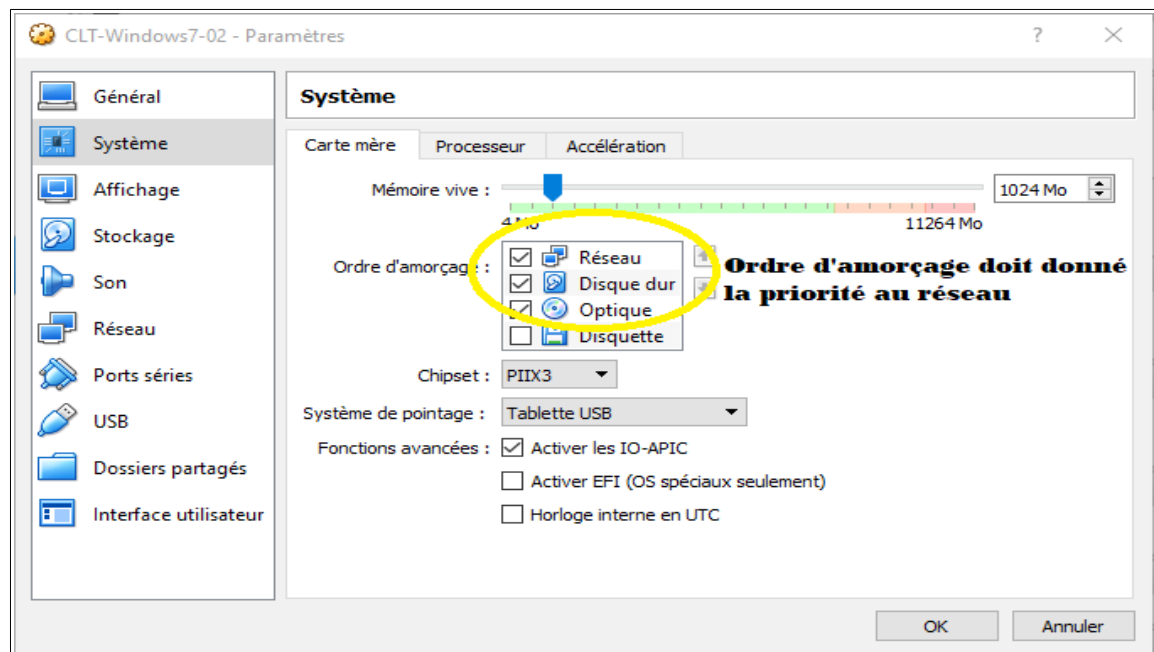 CLT-Windows7-02 - Paramètres ?
Général
Système
Affichage
Stockage
Son
Réseau
Ports séries
USB
Dossiers partagés
Interface utilisateur
Système
Carte mère Processeur Accélération
Mémoire vive : 1024 Mo
4 Mo 11264 Mo
Ordre d'amorçage :
Réseau
Disque dur
Optique
Disquette
Ordre d'amorçage doit donné
la priorité au réseau
Chipset : PIIX3
Système de pointage : Tablette USB
Fonctions avancées : Activer les IO-APIC
Activer EFI (OS spéciaux seulement)
Horloge interne en UTC
OK Annuler